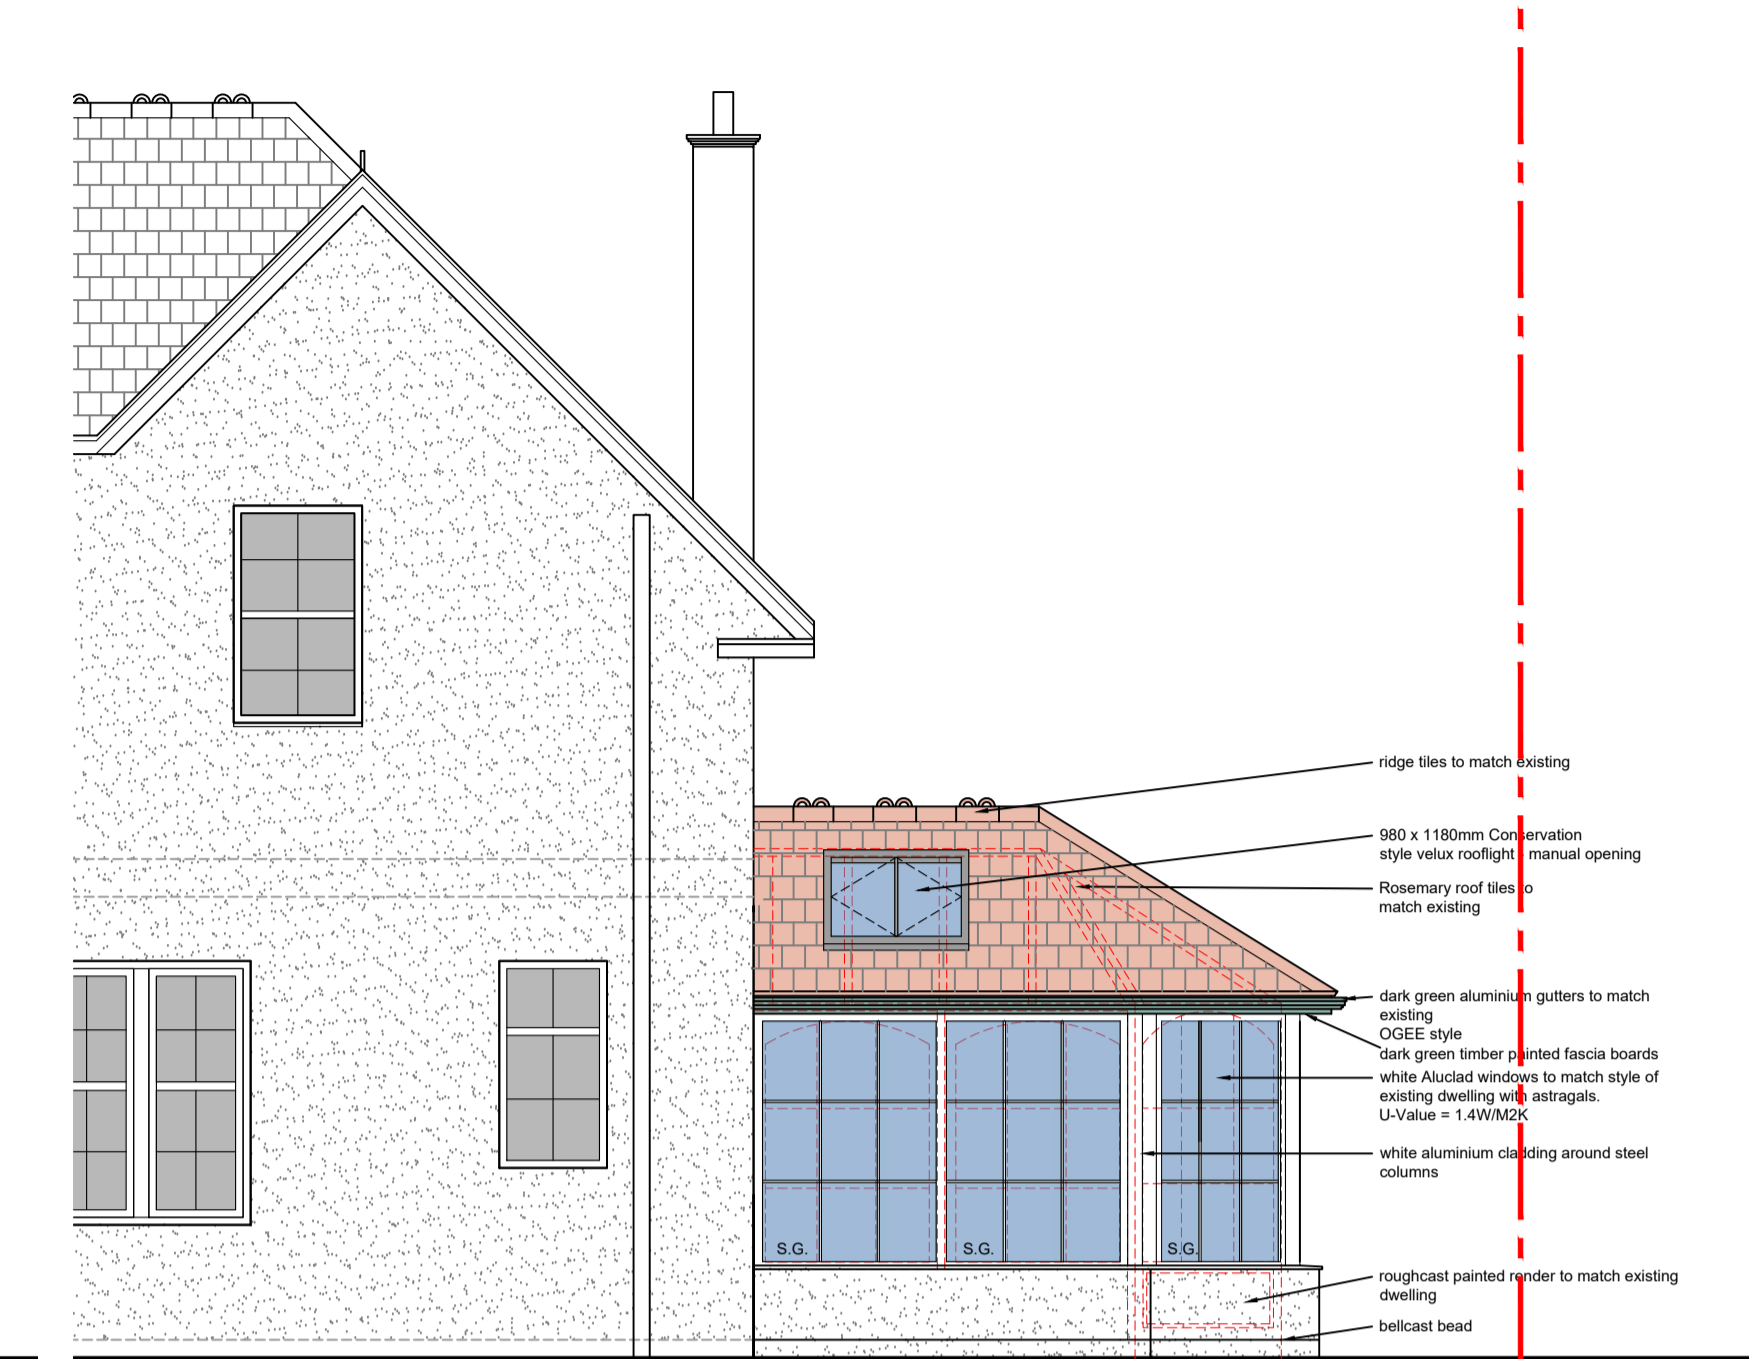 ridge tiles to match existing
980 x 1180mm Conservation
style velux rooflight - manual opening
Rosemary roof tiles to
match existing
dark green aluminium gutters to match
existing
OGEE style
dark green timber painted fascia boards
white Aluclad windows to match style of
existing dwelling with astragals.
U-Value = 1.4W/M2K
white aluminium cladding around steel
columns
S.G. S.G. S.G.
roughcast painted render to match existing
dwelling
bellcast bead